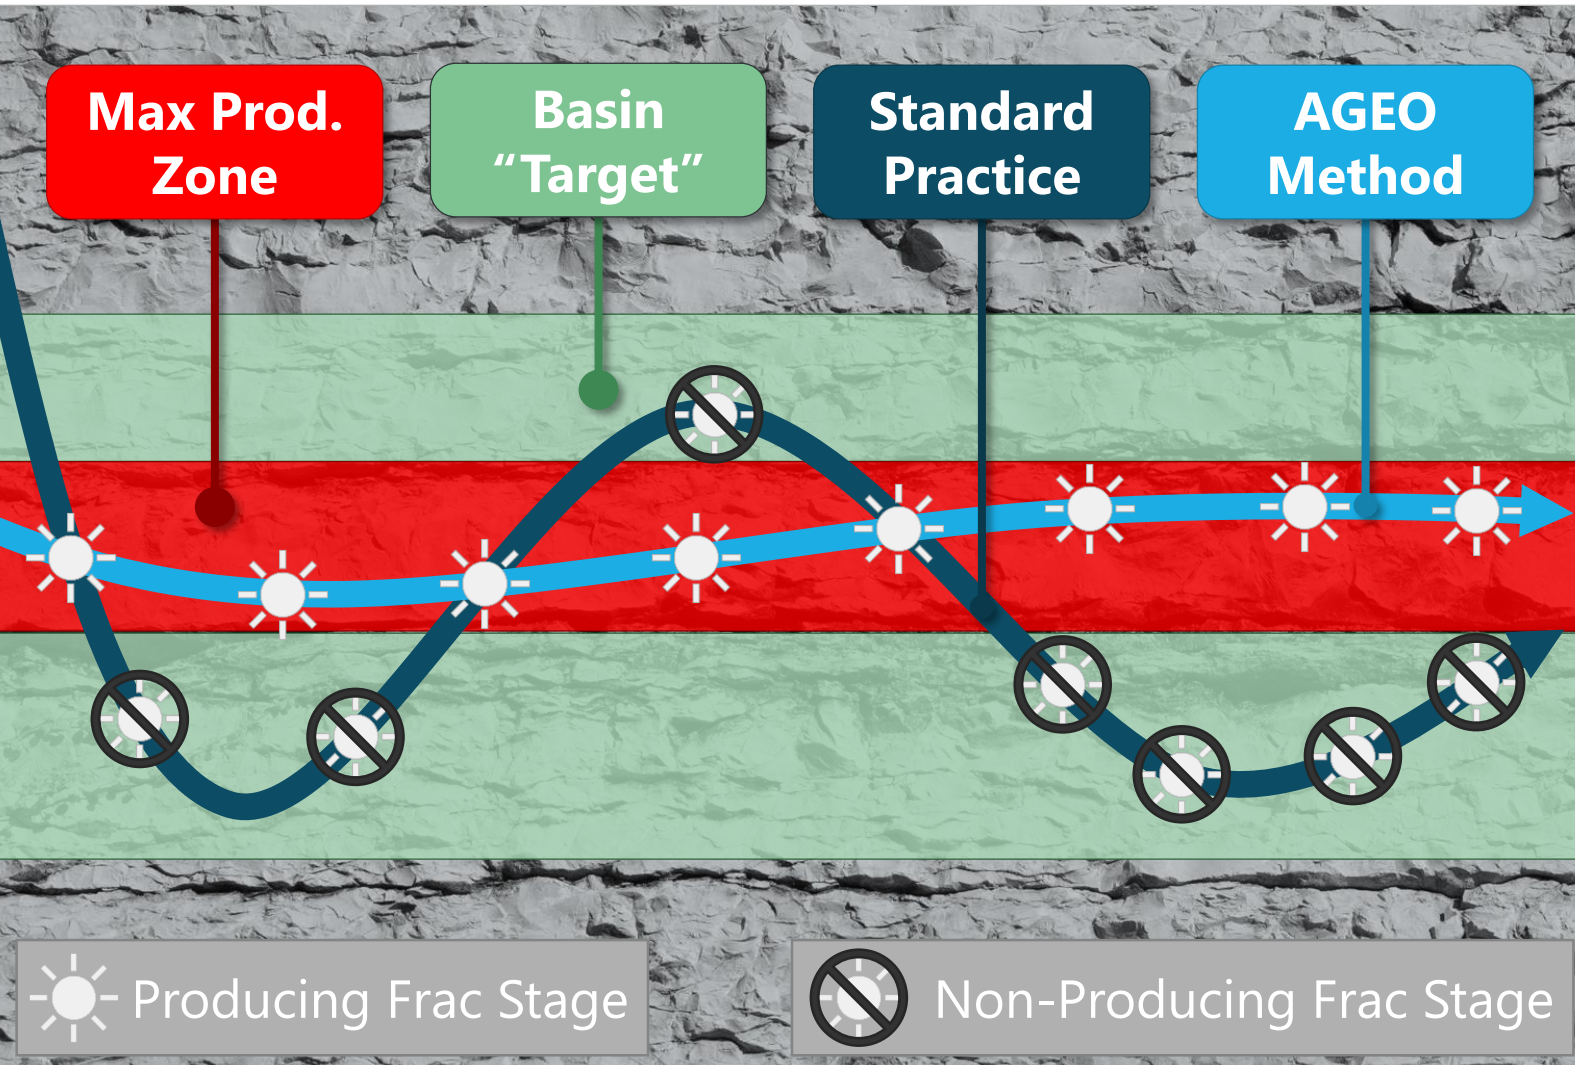 Max Prod.
Zone
Basin
“Target”
Standard
Practice
AGEO
Method
Producing Frac Stage
Non-Producing Frac Stage